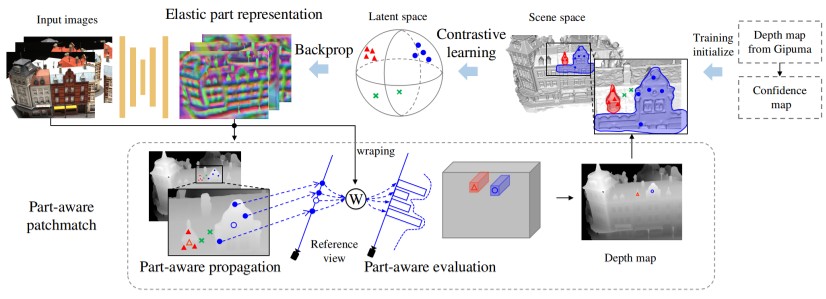 Input images
Elastic part representation
Latent space
Scene space
Backprop
Contrastive
learning
Training
initialize
Depth map
from Gipuma
Confidence
map
wraping
W
Part-aware
patchmatch
Reference
view
Part-aware propagation
Part-aware evaluation
Depth map